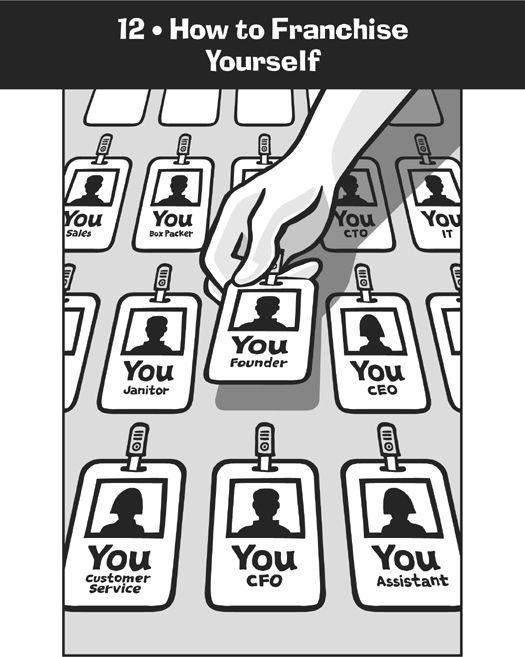 12 • How to Franchise
Yourself
You
Sales
You
Box Packer
You
CTO
You
IT
You
Janitor
You
Founder
You
CEO
You
Customer
Service
You
CFO
You
Assistant